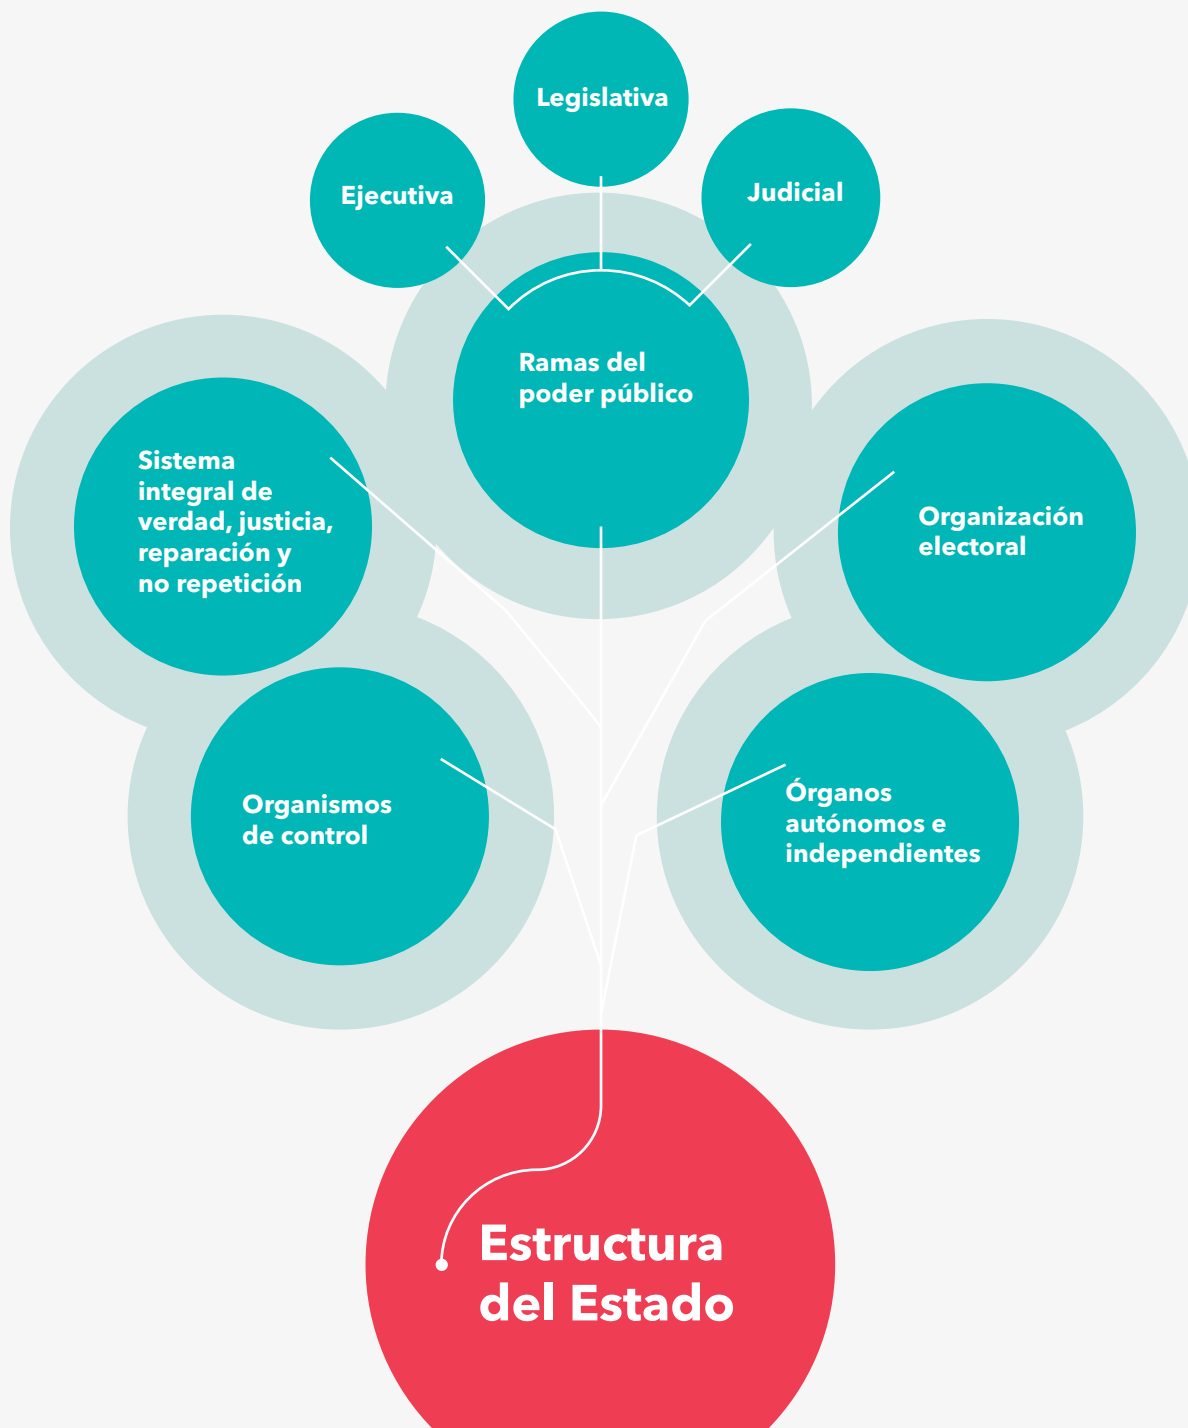 Legislativa
Ejecutiva
Judicial
Ramas del
poder público
Sistema
integral de
verdad, justicia,
reparación y
no repetición
Organización
electoral
Organismos
de control
Órganos
autónomos e
independientes
Estructura
del Estado